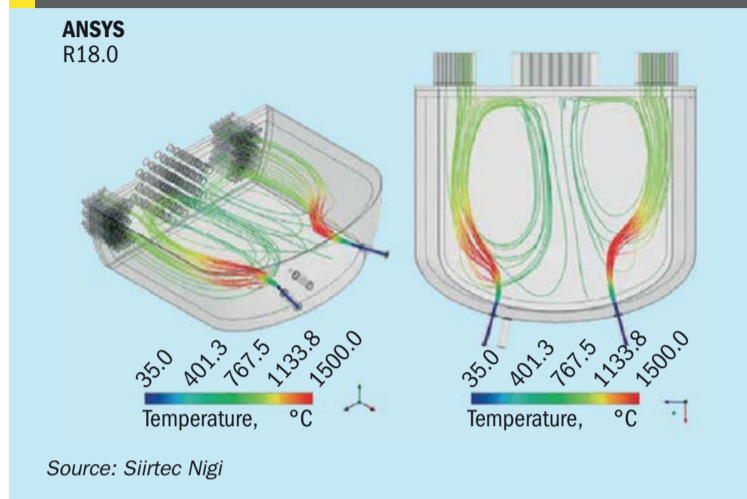 ANSYS
R18.0
35.0 401.3 767.5 1133.8 1500.0
Temperature, °C
35.0 401.3 767.5 1133.8 1500.0
Temperature, °C
Source: Siirtec Nigi